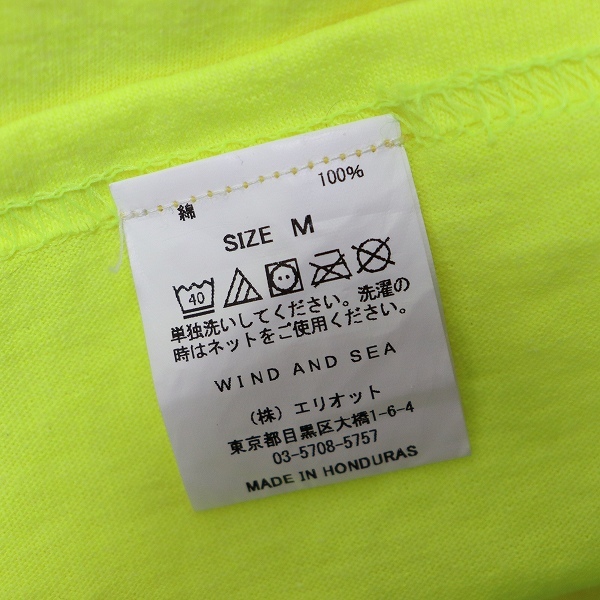 綿 100%
SIZE M
40
単独洗いしてください。洗濯の
時はネットをご使用ください。
WIND AND SEA
（株）エリオット
東京都目黒区大橋1-6-4
03-5708-5757
MADE IN HONDURAS